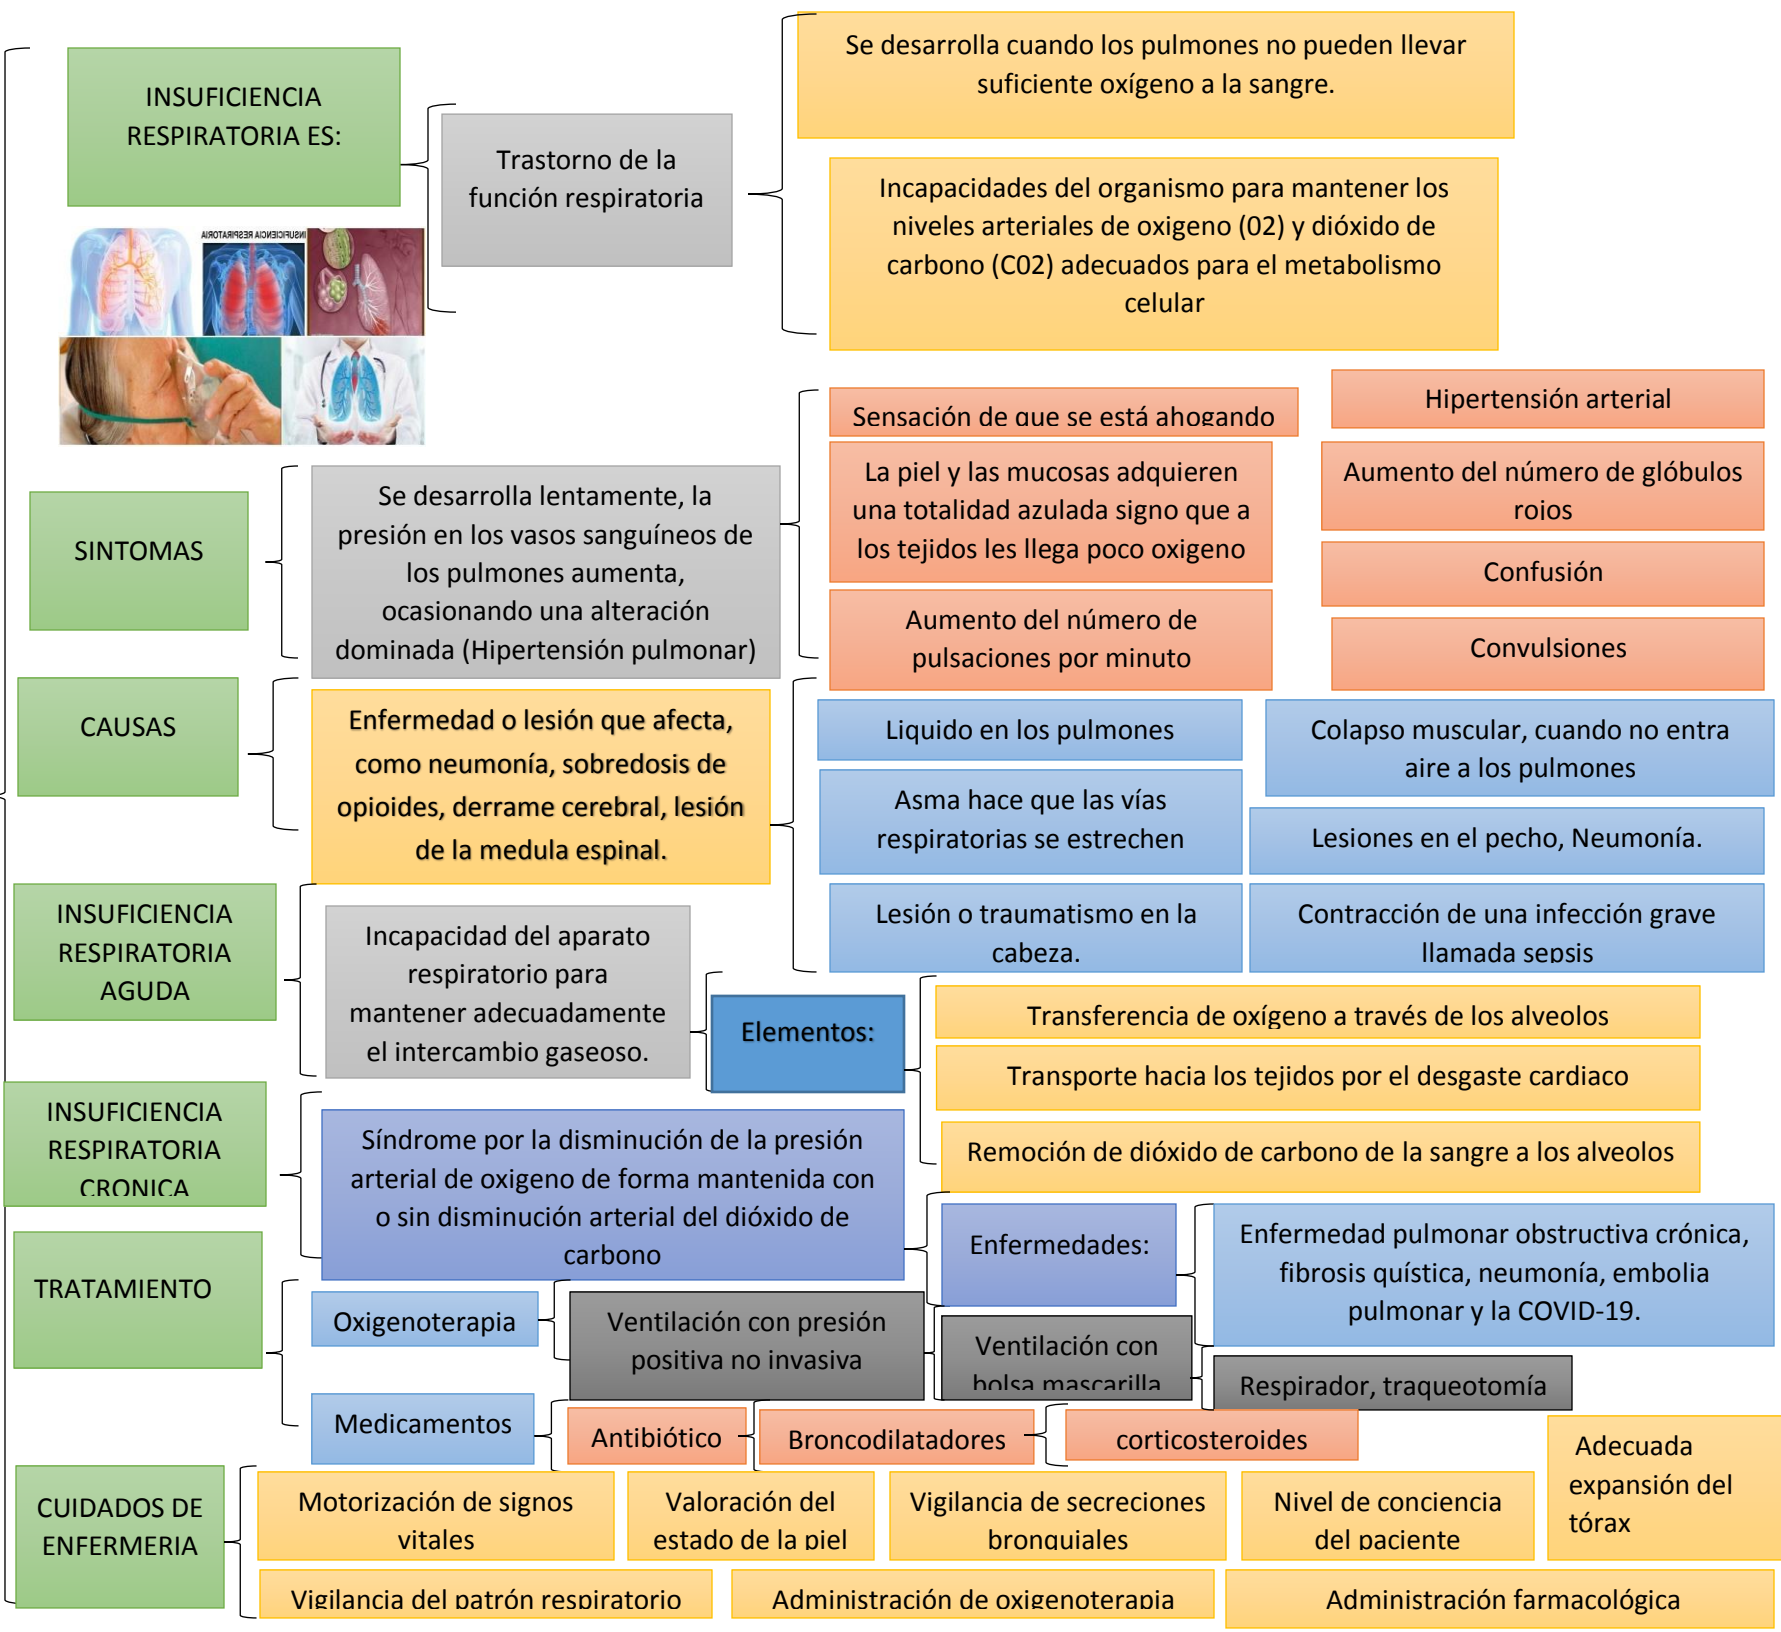 INSUFICIENCIA
RESPIRATORIA ES:
Trastorno de la
función respiratoria
Se desarrolla cuando los pulmones no pueden llevar
suficiente oxígeno a la sangre.
Incapacidades del organismo para mantener los
niveles arteriales de oxigeno (02) y dióxido de
carbono (C02) adecuados para el metabolismo
celular
INSUFICIENCIA RESPIRATORIA
SINTOMAS
Se desarrolla lentamente, la
presión en los vasos sanguíneos de
los pulmones aumenta,
ocasionando una alteración
dominada (Hipertensión pulmonar)
Sensación de que se está ahogando
La piel y las mucosas adquieren
una totalidad azulada signo que a
los tejidos les llega poco oxigeno
Aumento del número de
pulsaciones por minuto
Hipertensión arterial
Aumento del número de glóbulos
rojos
Confusión
Convulsiones
CAUSAS
Enfermedad o lesión que afecta,
como neumonía, sobredosis de
opioides, derrame cerebral, lesión
de la medula espinal.
Liquido en los pulmones
Asma hace que las vías
respiratorias se estrechen
Lesión o traumatismo en la
cabeza.
Colapso muscular, cuando no entra
aire a los pulmones
Lesiones en el pecho, Neumonía.
Contracción de una infección grave
llamada sepsis
INSUFICIENCIA
RESPIRATORIA
AGUDA
Incapacidad del aparato
respiratorio para
mantener adecuadamente
el intercambio gaseoso.
Elementos:
Transferencia de oxígeno a través de los alveolos
Transporte hacia los tejidos por el desgaste cardiaco
Remoción de dióxido de carbono de la sangre a los alveolos
INSUFICIENCIA
RESPIRATORIA
CRONICA
Síndrome por la disminución de la presión
arterial de oxigeno de forma mantenida con
o sin disminución arterial del dióxido de
carbono
Enfermedades:
Enfermedad pulmonar obstructiva crónica,
fibrosis quística, neumonía, embolia
pulmonar y la COVID-19.
TRATAMIENTO
Oxigenoterapia
Ventilación con presión
positiva no invasiva
Ventilación con
bolsa mascarilla
Respirador, traqueotomía
Medicamentos
Antibiótico
Broncodilatadores
corticosteroides
CUIDADOS DE
ENFERMERIA
Motorización de signos
vitales
Valoración del
estado de la piel
Vigilancia de secreciones
bronquiales
Nivel de conciencia
del paciente
Adecuada
expansión del
tórax
Vigilancia del patrón respiratorio
Administración de oxigenoterapia
Administración farmacológica